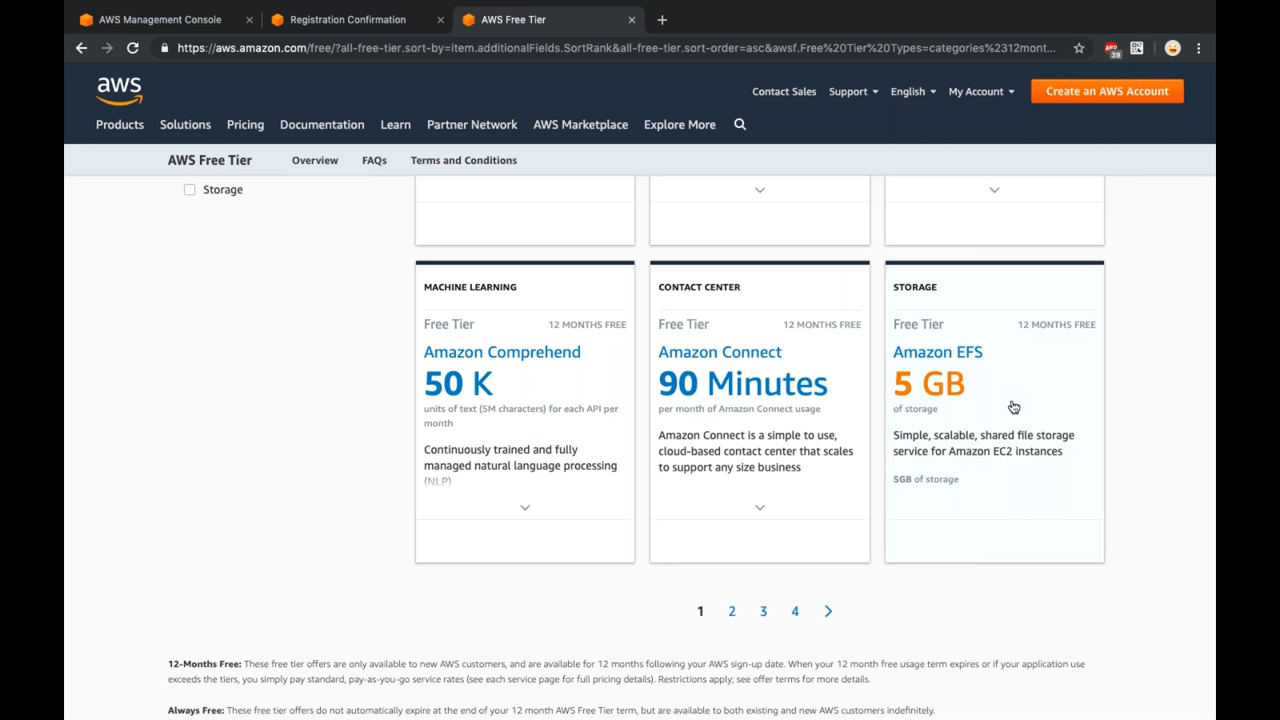 AWS Management Console
Registration Confirmation
AWS Free Tier
https://aws.amazon.com/free/?all-free-tier.sort-by=item.additionalFields.SortRank&all-free-tier.sort-order=asc&awsf.Free%20Tier%20Types=categories%2312mont...
ABP
39
aws
Contact Sales Support English My Account Create an AWS Account
Products Solutions Pricing Documentation Learn Partner Network AWS Marketplace Explore More
AWS Free Tier Overview FAQs Terms and Conditions
Storage
MACHINE LEARNING
Free Tier 12 MONTHS FREE
Amazon Comprehend
50 K
units of text (5M characters) for each API per
month
Continuously trained and fully
managed natural language processing
(NLP)
CONTACT CENTER
Free Tier 12 MONTHS FREE
Amazon Connect
90 Minutes
per month of Amazon Connect usage
Amazon Connect is a simple to use,
cloud-based contact center that scales
to support any size business
STORAGE
Free Tier 12 MONTHS FREE
Amazon EFS
5 GB
of storage
Simple, scalable, shared file storage
service for Amazon EC2 instances
5GB of storage
1 2 3 4
12-Months Free: These free tier offers are only available to new AWS customers, and are available for 12 months following your AWS sign-up date. When your 12 month free usage term expires or if your application use
exceeds the tiers, you simply pay standard, pay-as-you-go service rates (see each service page for full pricing details). Restrictions apply; see offer terms for more details.
Always Free: These free tier offers do not automatically expire at the end of your 12 month AWS Free Tier term, but are available to both existing and new AWS customers indefinitely.